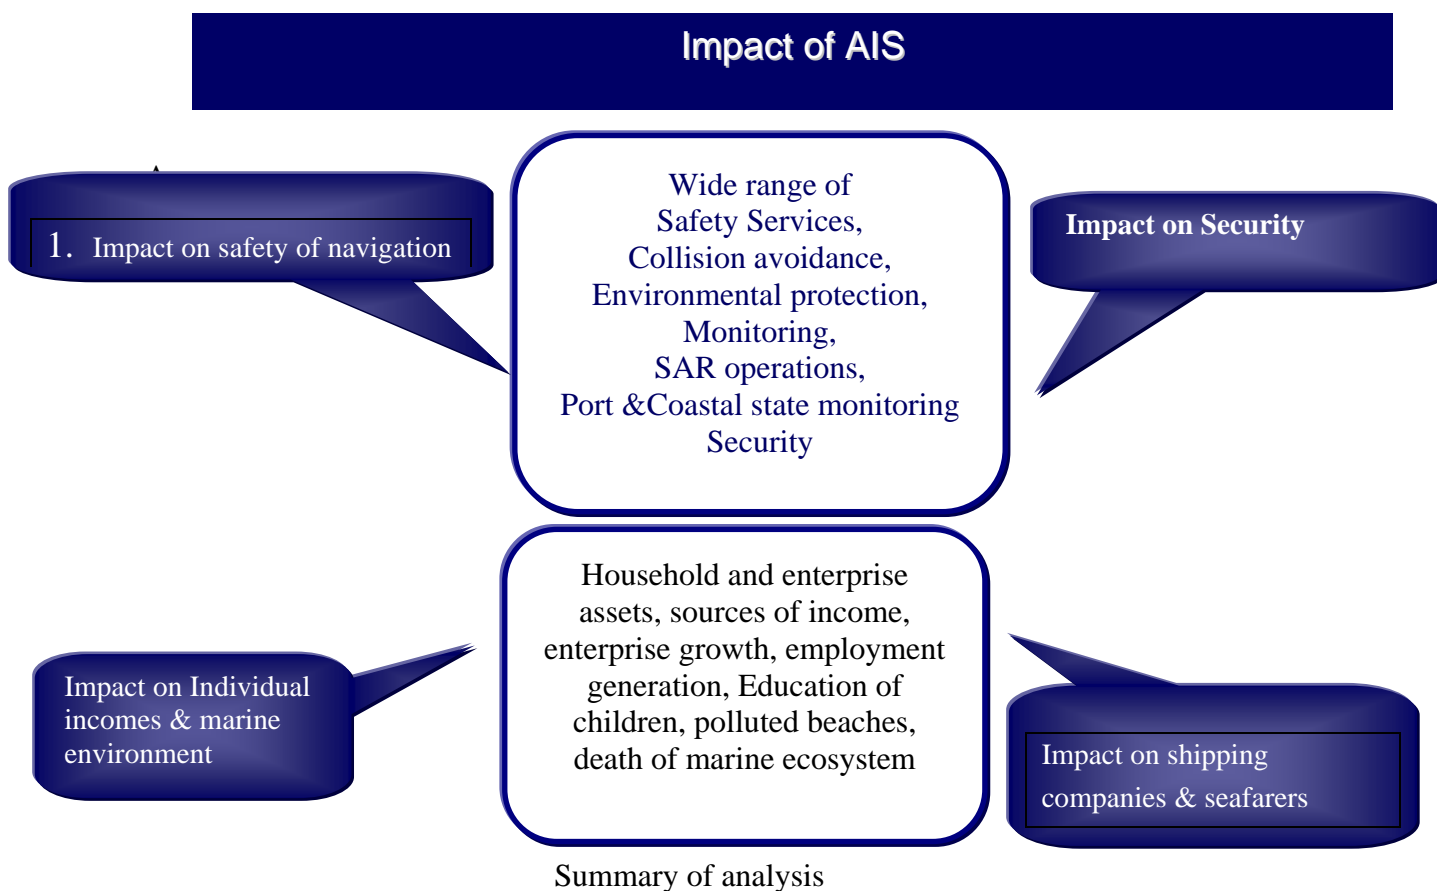 Impact of AIS
1. Impact on safety of navigation
Wide range of
Safety Services,
Collision avoidance,
Environmental protection,
Monitoring,
SAR operations,
Port &Coastal state monitoring
Security
Impact on Security
Impact on Individual
incomes & marine
environment
Household and enterprise
assets, sources of income,
enterprise growth, employment
generation, Education of
children, polluted beaches,
death of marine ecosystem
Impact on shipping
companies & seafarers
Summary of analysis